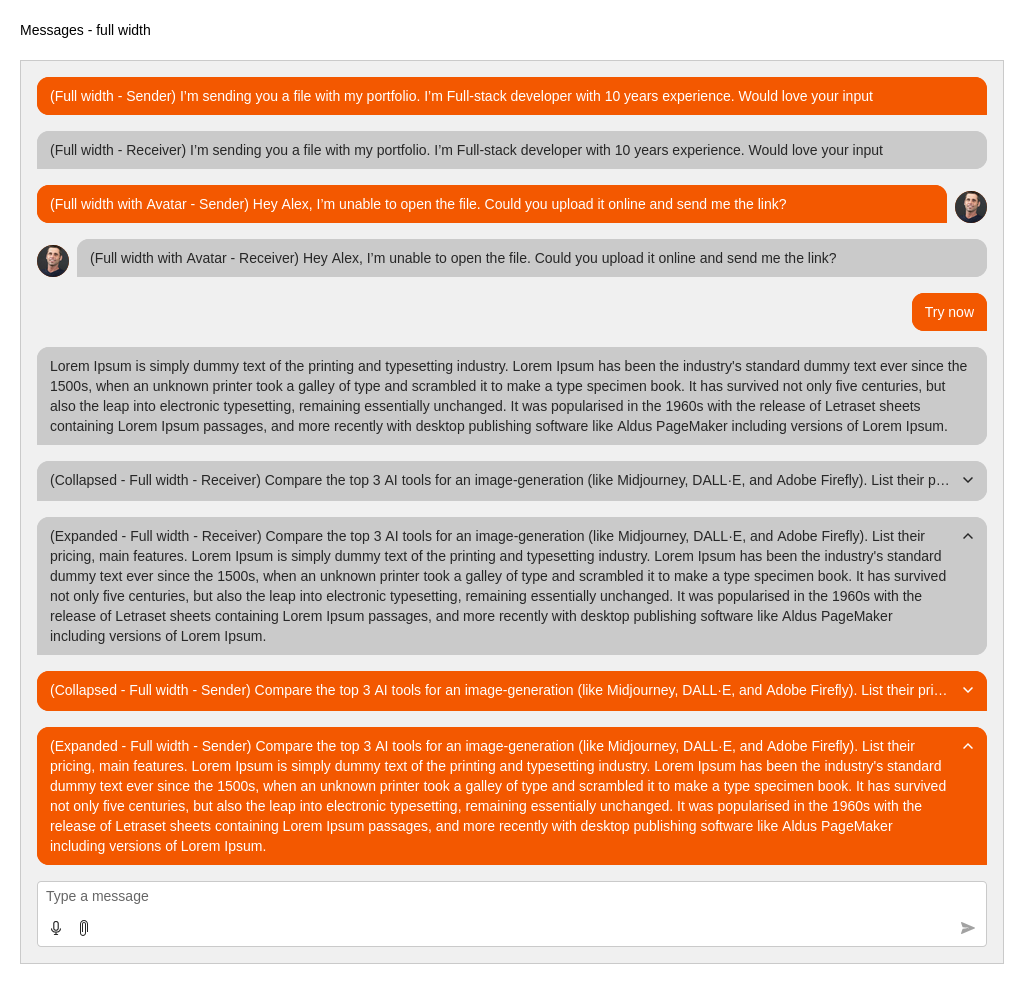 Messages - full width
(Full width - Sender) I’m sending you a file with my portfolio. I’m Full-stack developer with 10 years experience. Would love your input
(Full width - Receiver) I’m sending you a file with my portfolio. I’m Full-stack developer with 10 years experience. Would love your input
(Full width with Avatar - Sender) Hey Alex, I’m unable to open the file. Could you upload it online and send me the link?
(Full width with Avatar - Receiver) Hey Alex, I’m unable to open the file. Could you upload it online and send me the link?
Try now
Lorem Ipsum is simply dummy text of the printing and typesetting industry. Lorem Ipsum has been the industry's standard dummy text ever since the
1500s, when an unknown printer took a galley of type and scrambled it to make a type specimen book. It has survived not only five centuries, but
also the leap into electronic typesetting, remaining essentially unchanged. It was popularised in the 1960s with the release of Letraset sheets
containing Lorem Ipsum passages, and more recently with desktop publishing software like Aldus PageMaker including versions of Lorem Ipsum.
(Collapsed - Full width - Receiver) Compare the top 3 AI tools for an image-generation (like Midjourney, DALL·E, and Adobe Firefly). List their p…
(Expanded - Full width - Receiver) Compare the top 3 AI tools for an image-generation (like Midjourney, DALL·E, and Adobe Firefly). List their
pricing, main features. Lorem Ipsum is simply dummy text of the printing and typesetting industry. Lorem Ipsum has been the industry's standard
dummy text ever since the 1500s, when an unknown printer took a galley of type and scrambled it to make a type specimen book. It has survived
not only five centuries, but also the leap into electronic typesetting, remaining essentially unchanged. It was popularised in the 1960s with the
release of Letraset sheets containing Lorem Ipsum passages, and more recently with desktop publishing software like Aldus PageMaker
including versions of Lorem Ipsum.
(Collapsed - Full width - Sender) Compare the top 3 AI tools for an image-generation (like Midjourney, DALL·E, and Adobe Firefly). List their pri…
(Expanded - Full width - Sender) Compare the top 3 AI tools for an image-generation (like Midjourney, DALL·E, and Adobe Firefly). List their
pricing, main features. Lorem Ipsum is simply dummy text of the printing and typesetting industry. Lorem Ipsum has been the industry's standard
dummy text ever since the 1500s, when an unknown printer took a galley of type and scrambled it to make a type specimen book. It has survived
not only five centuries, but also the leap into electronic typesetting, remaining essentially unchanged. It was popularised in the 1960s with the
release of Letraset sheets containing Lorem Ipsum passages, and more recently with desktop publishing software like Aldus PageMaker
including versions of Lorem Ipsum.
Type a message